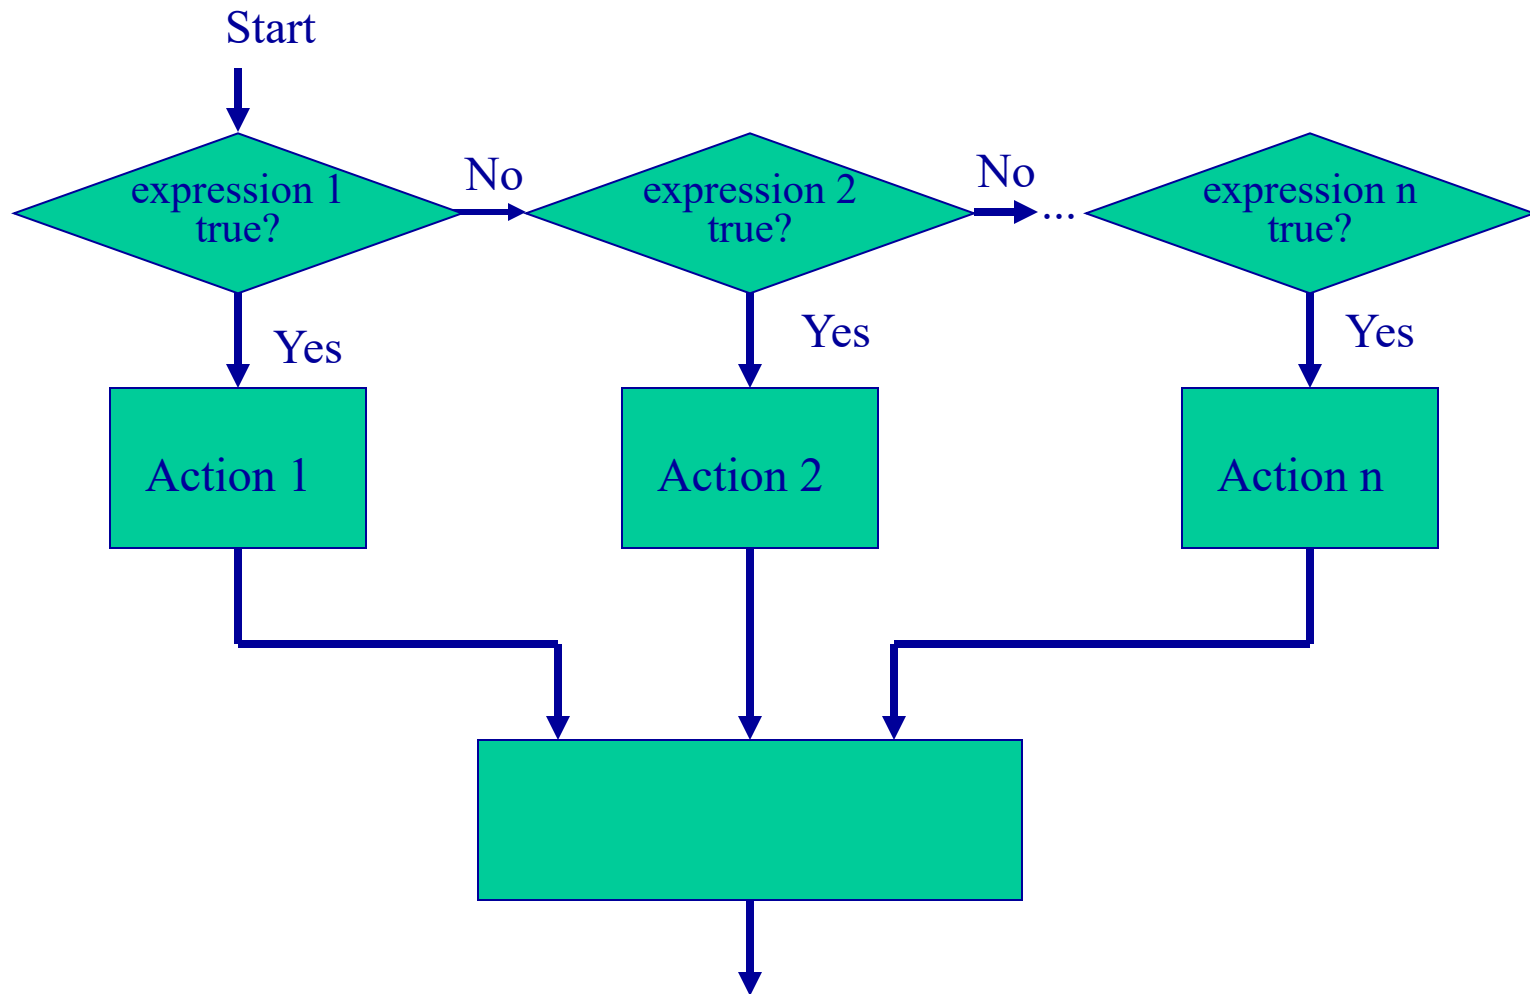 Start
expression 1
true?
No
expression 2
true?
No
...
expression n
true?
Yes
Yes
Yes
Action 1
Action 2
Action n